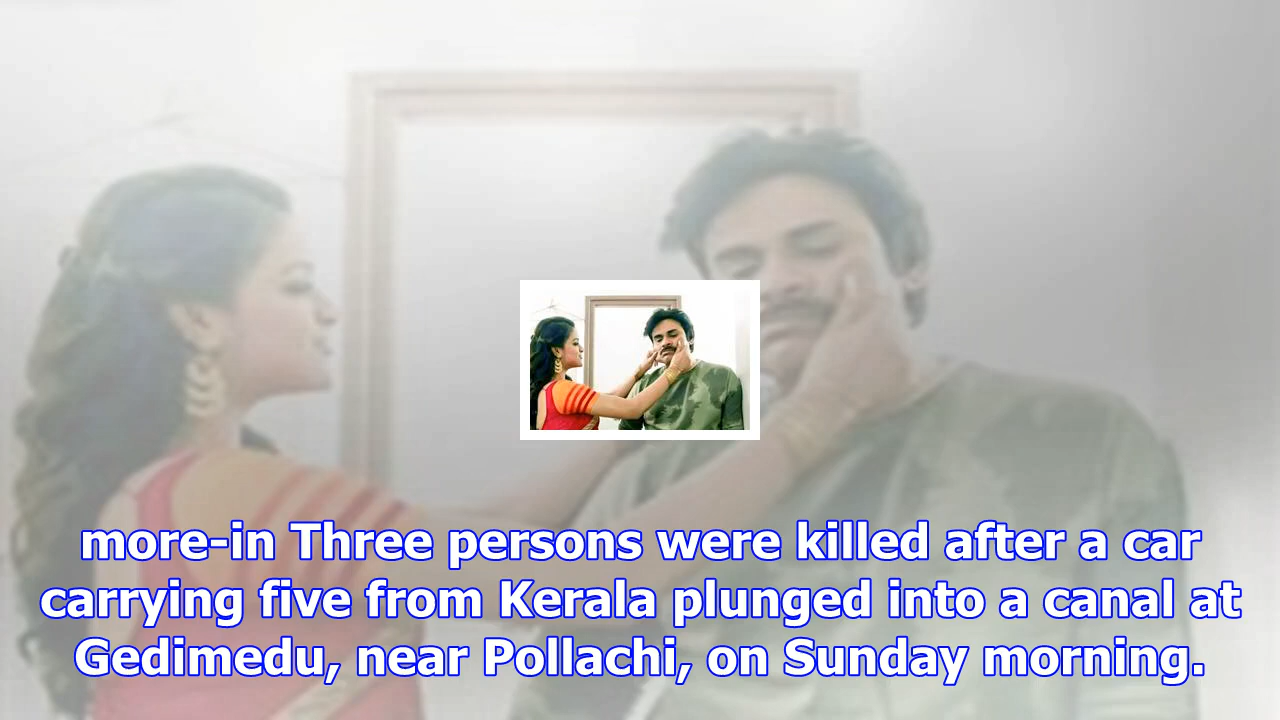 more-in Three persons were killed after a car
carrying five from Kerala plunged into a canal at
Gedimedu, near Pollachi, on Sunday morning.